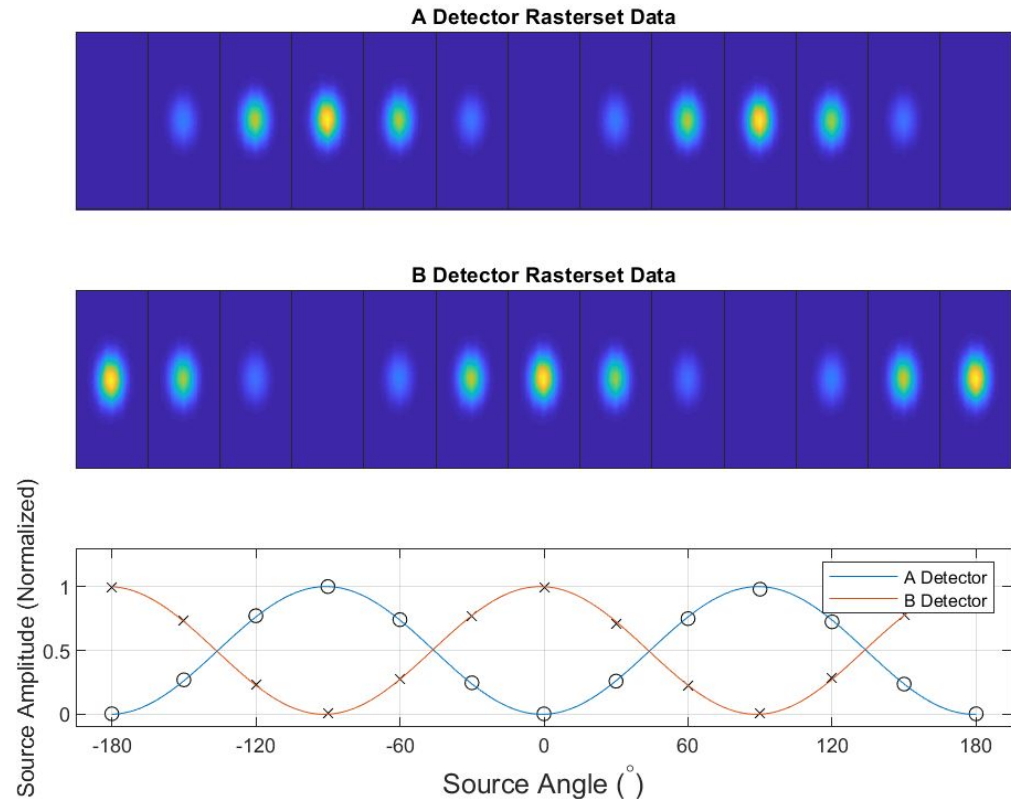 A Detector Rasterset Data
B Detector Rasterset Data
Source Amplitude (Normalized)
1
0.5
0
A Detector
B Detector
-180 -120 -60 0 60 120 180
Source Angle (°)